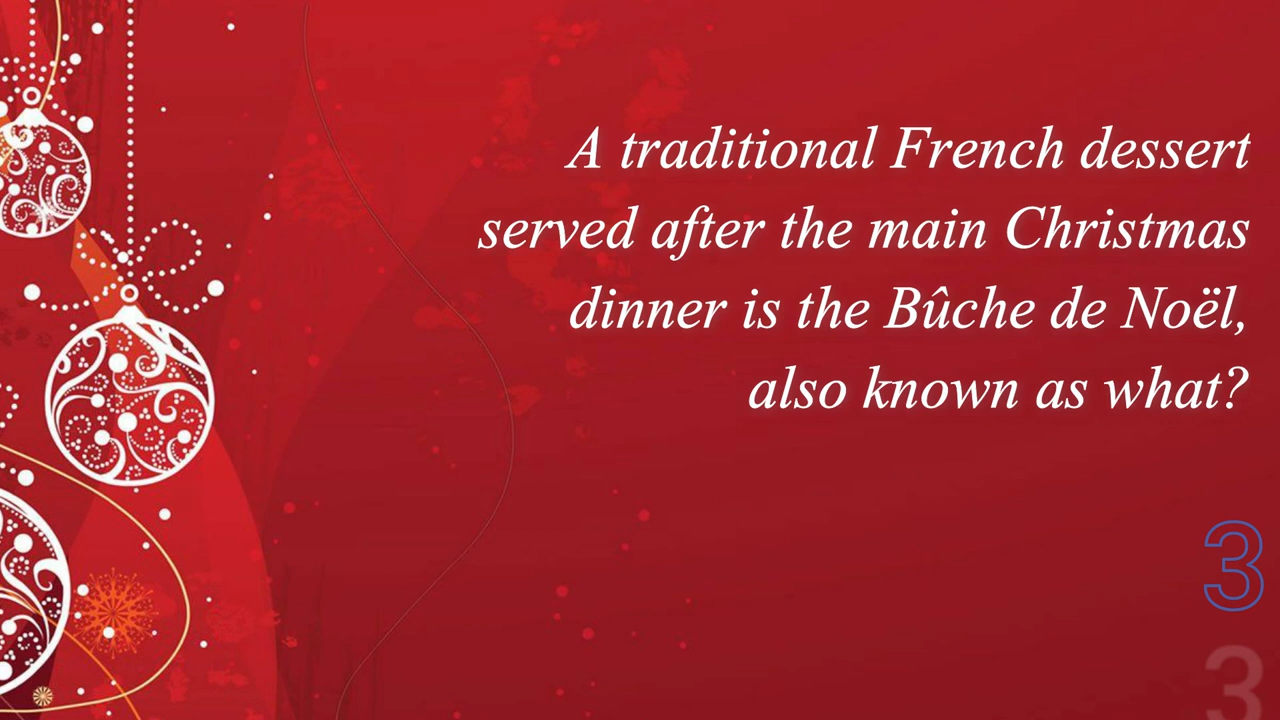 A traditional French dessert
served after the main Christmas
dinner is the Bûche de Noël,
also known as what?
3
3